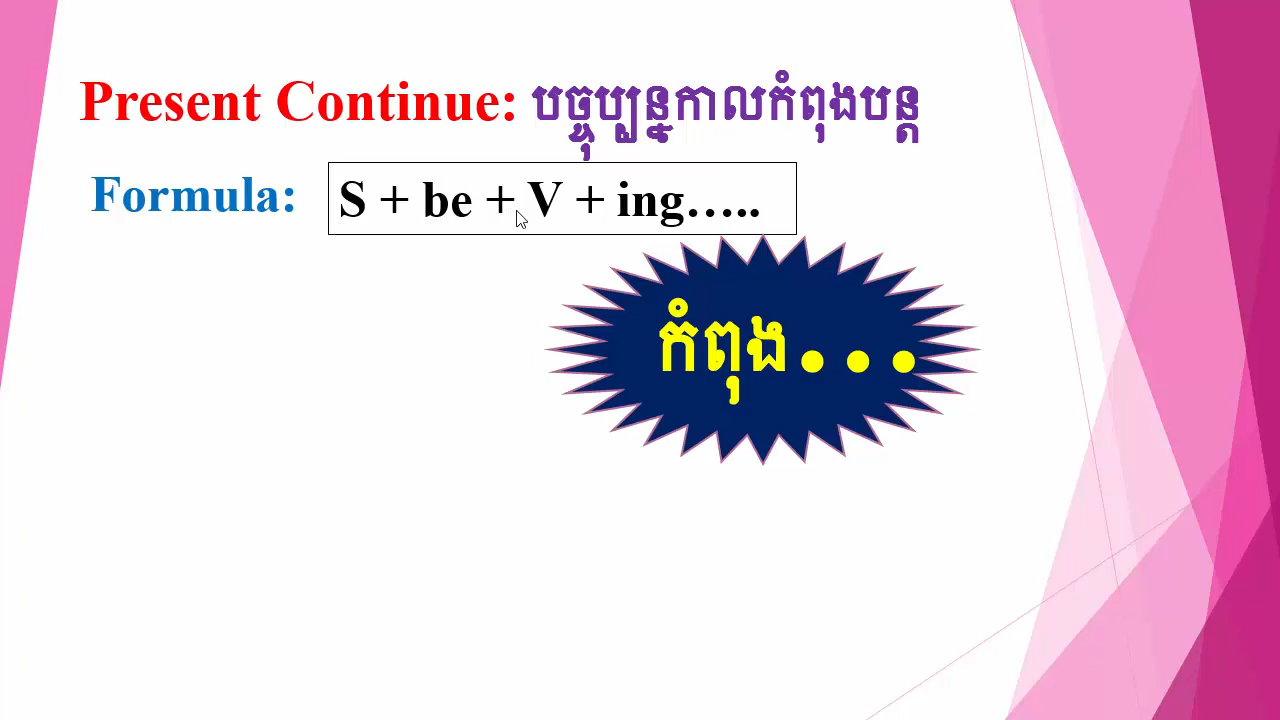 Present Continue: បច្ចុប្បន្នកាលកំពុងបន្ត
Formula: S + be + V + ing…..
កំពុង...